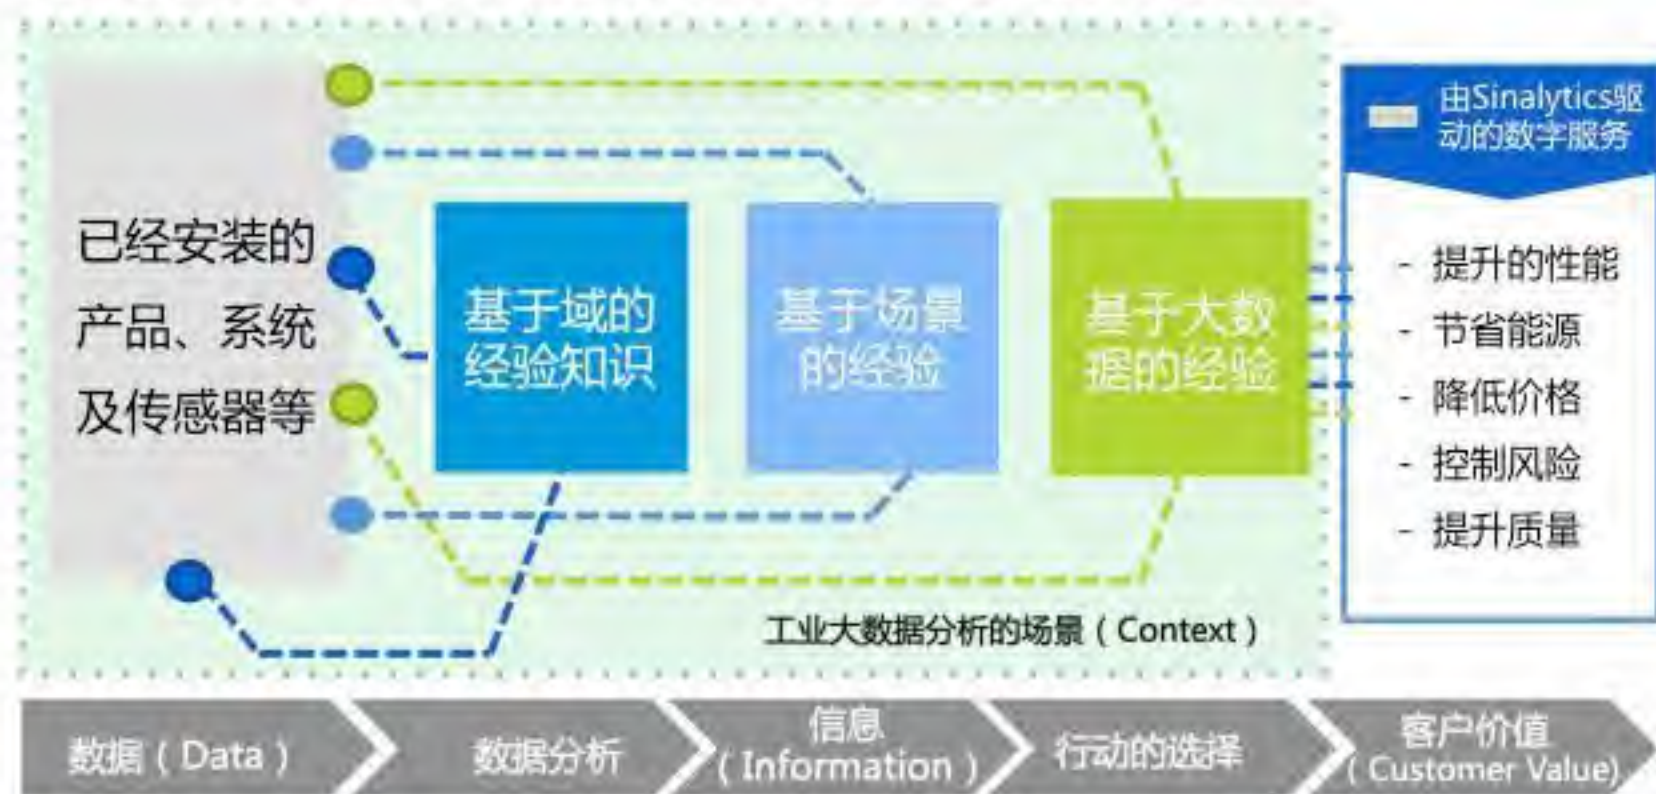 已经安装的
产品、系统
及传感器等
基于域的
经验知识
基于场景
的经验
基于大数
据的经验
工业大数据分析的场景（Context）
由Sinalytics驱
动的数字服务
- 提升的性能
- 节省能源
- 降低价格
- 控制风险
- 提升质量
数据（Data）
数据分析
信息
（Information）
行动的选择
客户价值
（Customer Value)